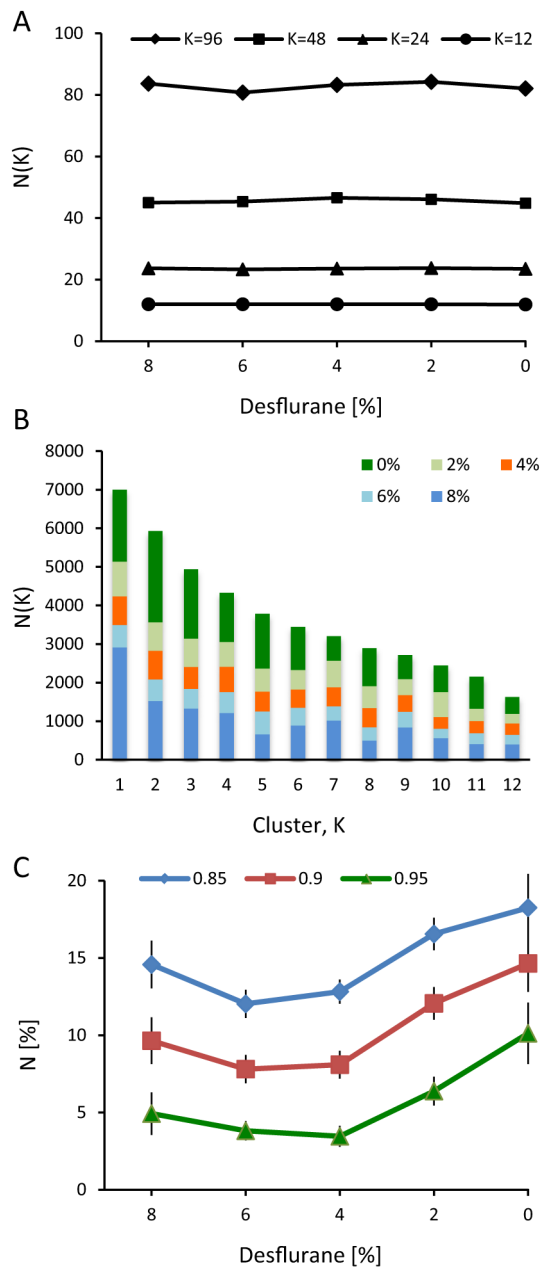 A
K=96 K=48 K=24 K=12
100
80
60
40
20
0
N(K)
8 6 4 2 0
Desflurane [%]
B
0% 2% 4%
6% 8%
8000
7000
6000
5000
4000
3000
2000
1000
0
N(K)
1 2 3 4 5 6 7 8 9 10 11 12
Cluster, K
C
0.85 0.9 0.95
20
15
10
5
0
N [%]
8 6 4 2 0
Desflurane [%]